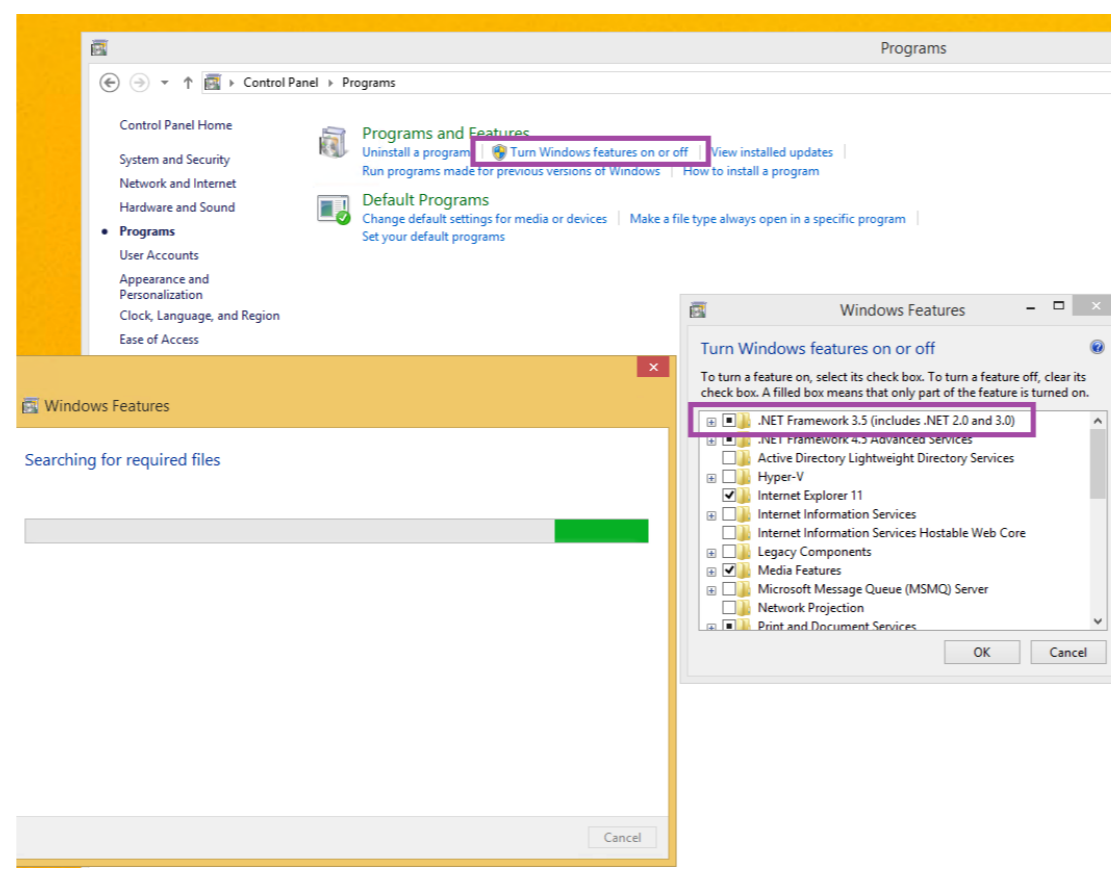 Programs
Control Panel Programs
Control Panel Home
System and Security
Network and Internet
Hardware and Sound
Programs
User Accounts
Appearance and
Personalization
Clock, Language, and Region
Ease of Access
Programs and Features
Uninstall a program Turn Windows features on or off View installed updates
Run programs made for previous versions of Windows How to install a program
Default Programs
Change default settings for media or devices Make a file type always open in a specific program
Set your default programs
Windows Features
Searching for required files
Cancel
Windows Features
Turn Windows features on or off
To turn a feature on, select its check box. To turn a feature off, clear its
check box. A filled box means that only part of the feature is turned on.
.NET Framework 3.5 (includes .NET 2.0 and 3.0)
.NET Framework 4.5 Advanced Services
Active Directory Lightweight Directory Services
Hyper-V
Internet Explorer 11
Internet Information Services
Internet Information Services Hostable Web Core
Legacy Components
Media Features
Microsoft Message Queue (MSMQ) Server
Network Projection
Print and Document Services
OK Cancel